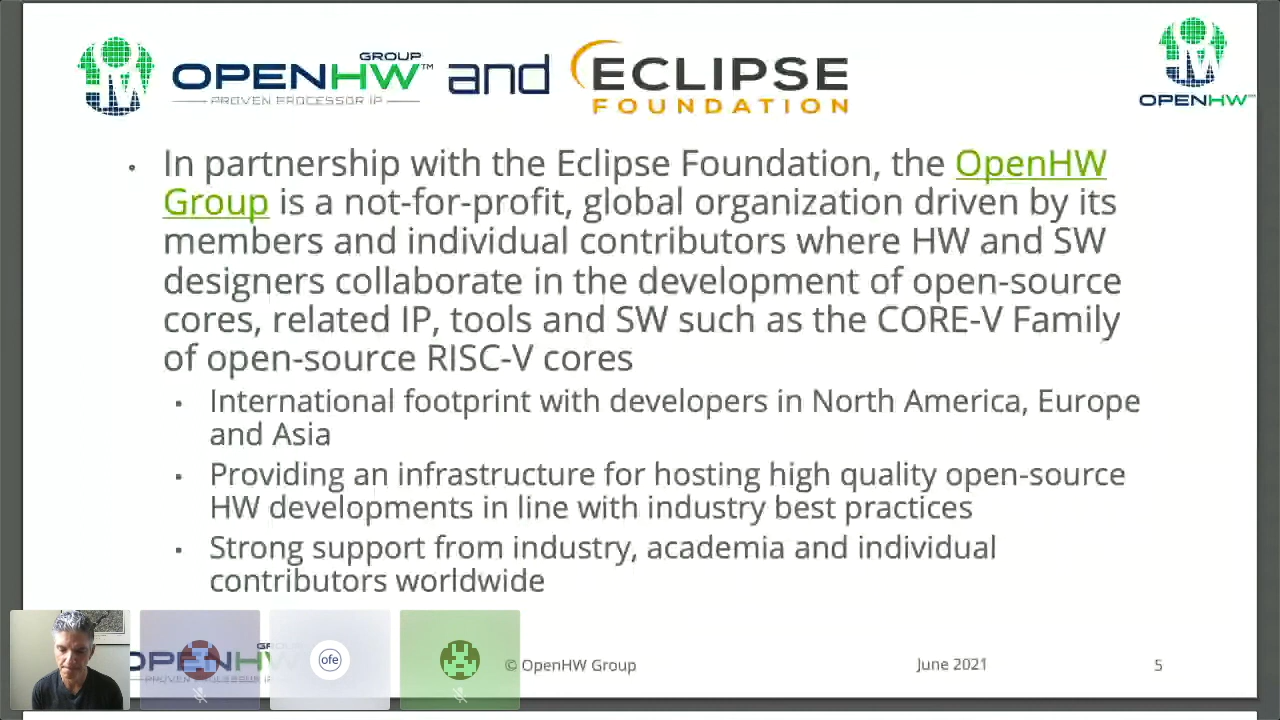 GROUP
OPENHW™ and ECLIPSE
PROVEN PROCESSOR IP
FOUNDATION
OPENHW™
In partnership with the Eclipse Foundation, the OpenHW
Group is a not-for-profit, global organization driven by its
members and individual contributors where HW and SW
designers collaborate in the development of open-source
cores, related IP, tools and SW such as the CORE-V Family
of open-source RISC-V cores
International footprint with developers in North America, Europe
and Asia
Providing an infrastructure for hosting high quality open-source
HW developments in line with industry best practices
Strong support from industry, academia and individual
contributors worldwide
ofe
© OpenHW Group
June 2021
5